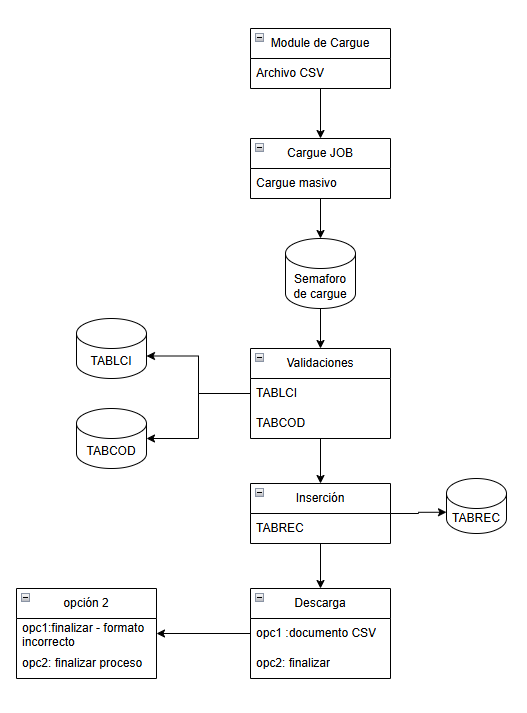 Module de Cargue
Archivo CSV
Cargue JOB
Cargue masivo
Semaforo
de cargue
TABLCI
TABCOD
Validaciones
TABLCI
TABCOD
Inserción
TABREC
TABREC
Descarga
opc1 :documento CSV
opc2: finalizar
opción 2
opc1:finalizar - formato
incorrecto
opc2: finalizar proceso